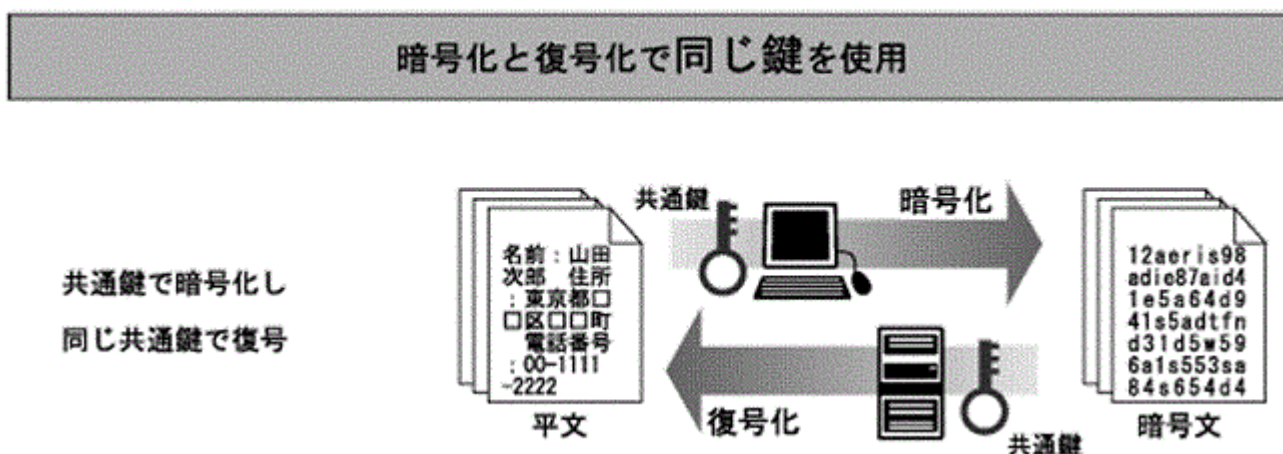 暗号化と復号化で同じ鍵を使用
共通鍵で暗号化し
同じ共通鍵で復号
名前：山田
次郎　住所
：東京都□
□区□□町
電話番号
：00-1111
-2222
平文
共通鍵
暗号化
復号化
共通鍵
12aeris98
adie87aid4
1e5a64d9
41s5adtfn
d31d5w59
6a1s553sa
84s654d4
暗号文